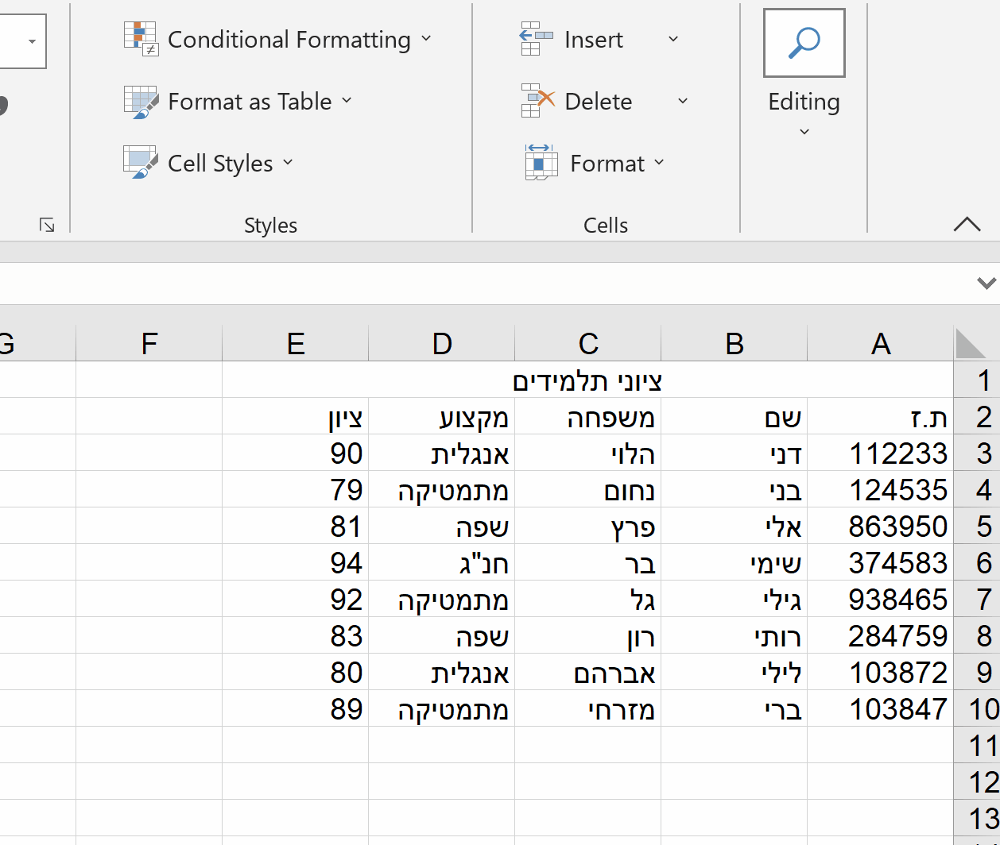 Conditional Formatting
Insert
Format as Table
Delete
Editing
Cell Styles
Format
Styles
Cells
A B C D E F G
1 ציוני תלמידים
2 ת.ז שם משפחה מקצוע ציון
3 112233 דני הלוי אנגלית 90
4 124535 בני נחום מתמטיקה 79
5 863950 אלי פרץ שפה 81
6 374583 שימי בר חנ"ג 94
7 938465 גילי גל מתמטיקה 92
8 284759 רותי רון שפה 83
9 103872 לילי אברהם אנגלית 80
10 103847 ברי מזרחי מתמטיקה 89
11
12
13